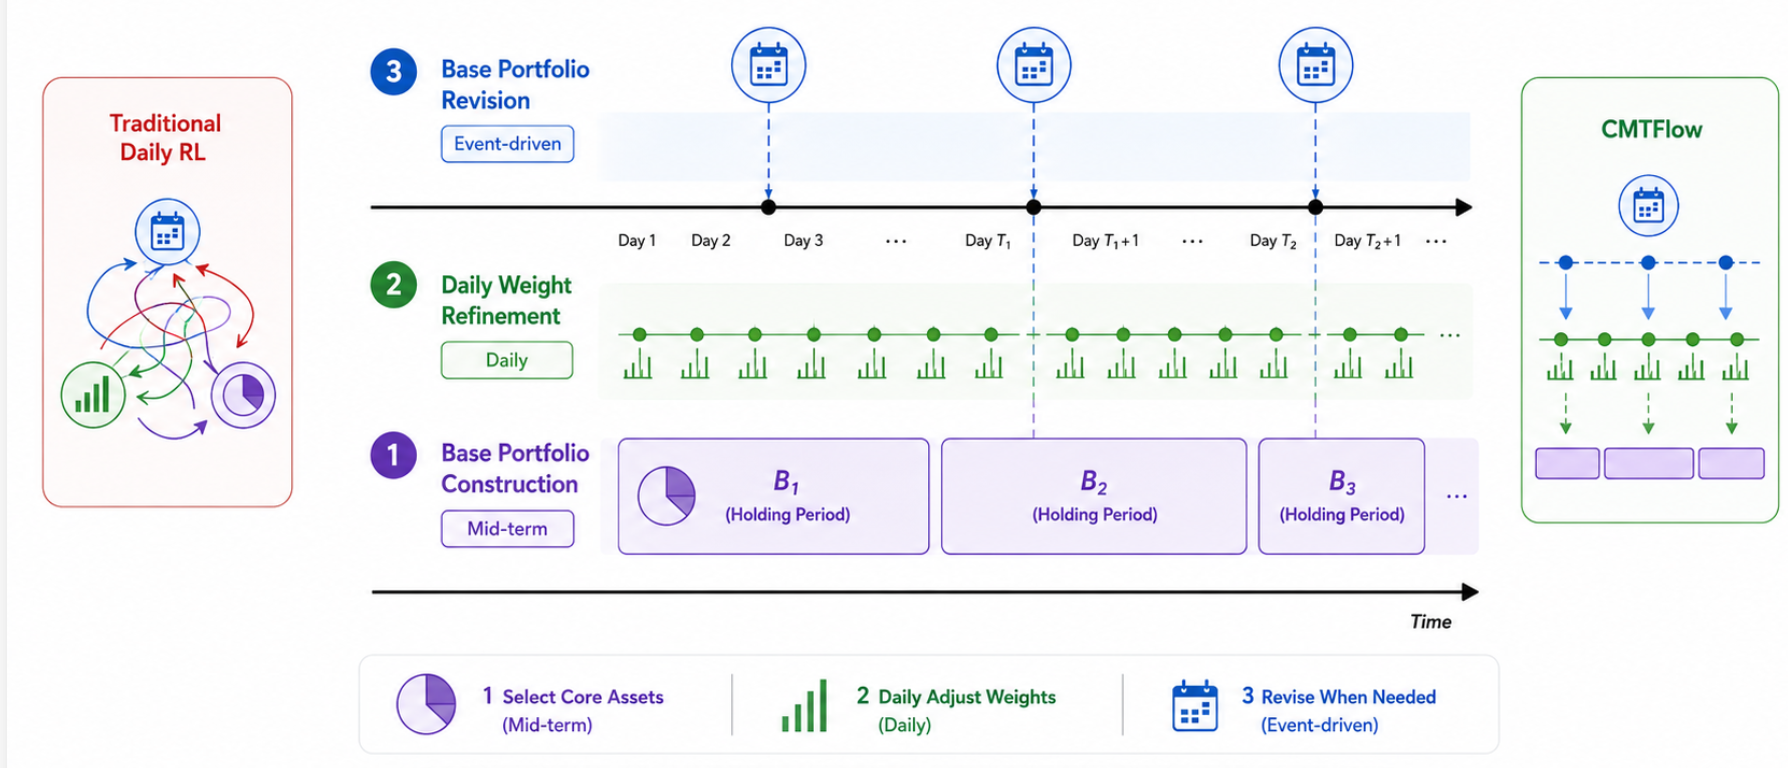 Traditional
Daily RL
3
Base Portfolio
Revision
Event-driven
Day 1
Day 2
Day 3
...
Day T₁
Day T₁+1
...
Day T₂
Day T₂+1
...
2
Daily Weight
Refinement
Daily
...
1
Base Portfolio
Construction
Mid-term
B₁
(Holding Period)
B₂
(Holding Period)
B₃
(Holding Period)
...
Time
CMTFlow
1 Select Core Assets
(Mid-term)
2 Daily Adjust Weights
(Daily)
3 Revise When Needed
(Event-driven)